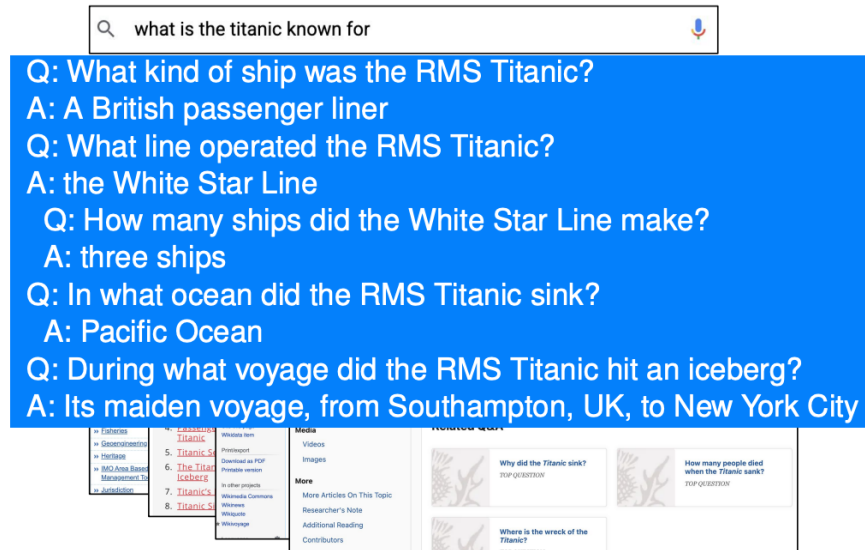 what is the titanic known for
Q: What kind of ship was the RMS Titanic?
A: A British passenger liner
Q: What line operated the RMS Titanic?
A: the White Star Line
Q: How many ships did the White Star Line make?
A: three ships
Q: In what ocean did the RMS Titanic sink?
A: Pacific Ocean
Q: During what voyage did the RMS Titanic hit an iceberg?
A: Its maiden voyage, from Southampton, UK, to New York City
» Fisheries
» Geoengineering
» Heritage
» IMO Area Based
Management To
» Jurisdiction
4.
Titanic
5. Titanic
6. The Titan
Iceberg
7. Titanic's
8. Titanic
Wikidata item
Print/export
Download as PDF
Printable version
In other projects
Wikimedia Commons
Wikinews
Wikiquote
Wikivoyage
Media
Videos
Images
More
More Articles On This Topic
Researcher's Note
Additional Reading
Contributors
Related Q&A
Why did the Titanic sink?
TOP QUESTION
How many people died
when the Titanic sank?
TOP QUESTION
Where is the wreck of the
Titanic?